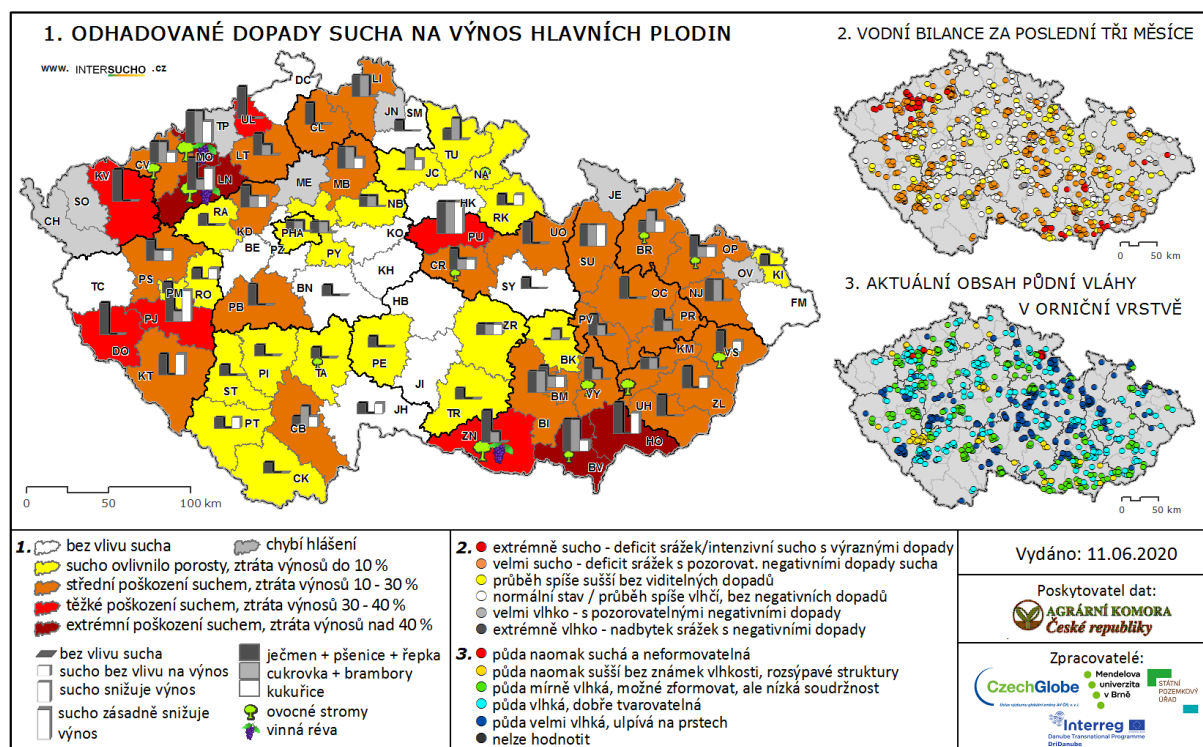 1. ODHADOVANÉ DOPADY SUCHA NA VÝNOS HLAVNÍCH PLODIN
www. INTERSUCHO .cz
DC
LI
UL
TP
CL
JN
SM
CV
MO
LT
TU
KV
LN
ME
MB
JC
NA
SO
CH
RA
KD
NB
HK
RK
JE
BE
PHA
PZ
KO
PU
UO
BR
OP
PY
PS
CR
SU
OV
KI
TC
PM
RO
BN
KH
SY
FM
PB
HB
OC
NJ
PJ
DO
PV
PR
ZR
KT
PI
TA
PE
BK
KM
VS
ST
BM
VY
JI
TR
UH
ZL
PT
CB
JH
ZN
BI
HO
CK
BV
0 50 100 km
2. VODNÍ BILANCE ZA POSLEDNÍ TŘI MĚSÍCE
0 50 km
3. AKTUÁLNÍ OBSAH PŮDNÍ VLÁHY
V ORNIČNÍ VRSTVĚ
0 50 km
1.
bez vlivu sucha
chybí hlášení
sucho ovlivnilo porosty, ztráta výnosů do 10 %
střední poškození suchem, ztráta výnosů 10 - 30 %
těžké poškození suchem, ztráta výnosů 30 - 40 %
extrémní poškození suchem, ztráta výnosů nad 40 %
bez vlivu sucha
sucho bez vlivu na výnos
sucho snižuje výnos
sucho zásadně snižuje
výnos
ječmen + pšenice + řepka
cukrovka + brambory
kukuřice
ovocné stromy
vinná réva
2.
extrémně sucho - deficit srážek/intenzivní sucho s výraznými dopady
velmi sucho - deficit srážek s pozorovat. negativními dopady sucha
průběh spíše sušší bez viditelných dopadů
normální stav / průběh spíše vlhčí, bez negativních dopadů
velmi vlhko - s pozorovatelnými negativními dopady
extrémně vlhko - nadbytek srážek s negativními dopady
3.
půda naomak suchá a neformovatelná
půda naomak sušší bez známek vlhkosti, rozsýpavé struktury
půda mírně vlhká, možné zformovat, ale nízká soudržnost
půda vlhká, dobře tvarovatelná
půda velmi vlhká, ulpívá na prstech
nelze hodnotit
Vydáno: 11.06.2020
Poskytovatel dat:
AGRÁRNÍ KOMORA
České republiky
Zpracovatelé:
CzechGlobe
Mendelova
univerzita
v Brně
STÁTNÍ
POZEMKOVÝ
ÚŘAD
Interreg
Danube Transnational Programme
DriDanube